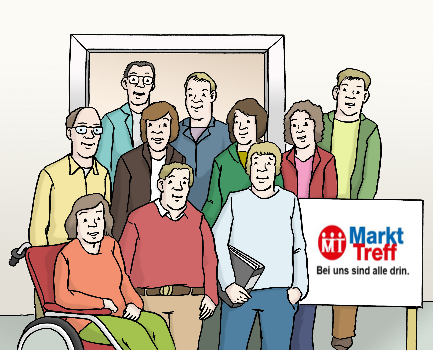 MT Markt
Treff
Bei uns sind alle drin.